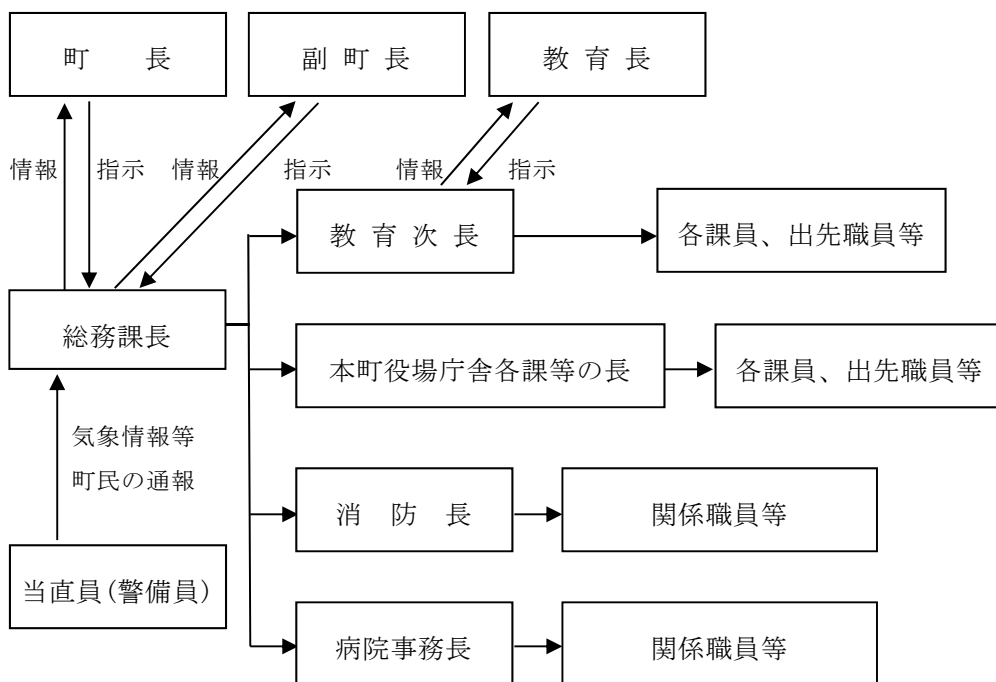 町　　長
副 町 長
教 育 長
情報
指示
情報
指示
情報
指示
教 育 次 長
各課員、出先職員等
総務課長
本町役場庁舎各課等の長
各課員、出先職員等
気象情報等
町民の通報
消　防　長
関係職員等
当直員(警備員)
病院事務長
関係職員等